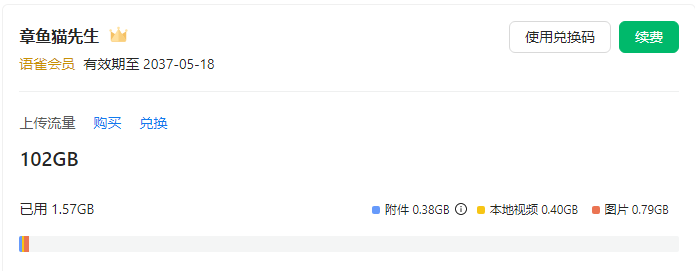 章鱼猫先生 使用兑换码 续费
语雀会员 有效期至 2037-05-18
上传流量 购买 兑换
102GB
已用 1.57GB 附件 0.38GB 本地视频 0.40GB 图片 0.79GB